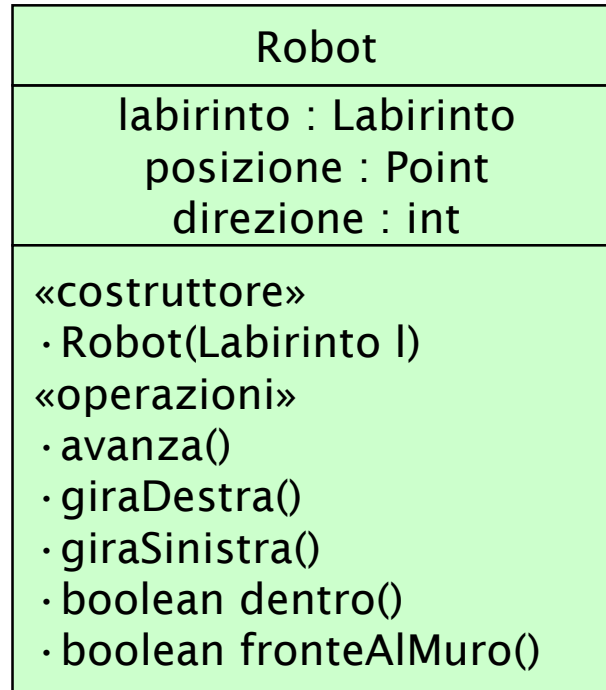 Robot
labirinto : Labirinto
posizione : Point
direzione : int
«costruttore»
· Robot(Labirinto l)
«operazioni»
· avanza()
· giraDestra()
· giraSinistra()
· boolean dentro()
· boolean fronteAlMuro()